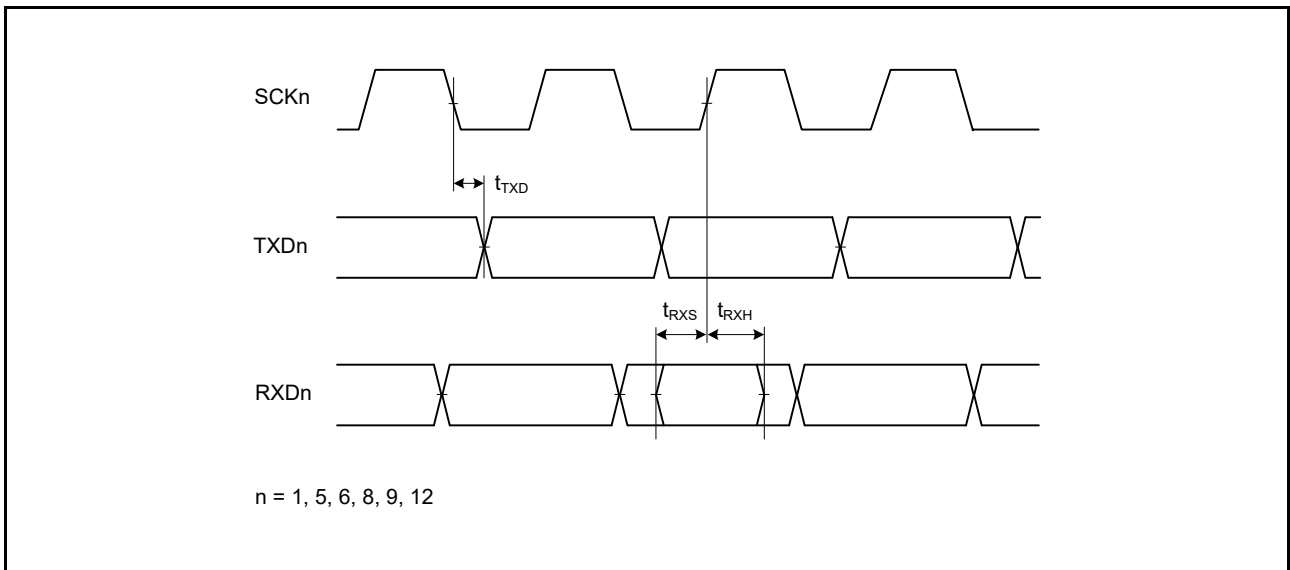 SCKn
tTXD
TXDn
tRXS tRXH
RXDn
n = 1, 5, 6, 8, 9, 12